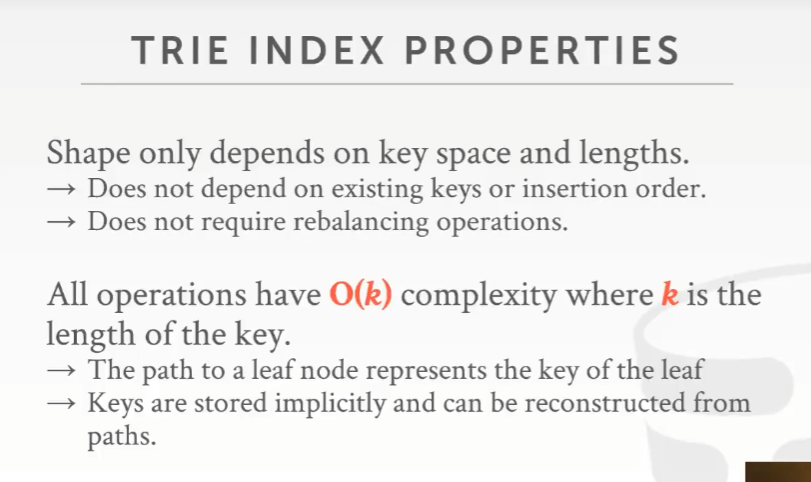 TRIE INDEX PROPERTIES
Shape only depends on key space and lengths.
→ Does not depend on existing keys or insertion order.
→ Does not require rebalancing operations.
All operations have O(k) complexity where k is the
length of the key.
→ The path to a leaf node represents the key of the leaf
→ Keys are stored implicitly and can be reconstructed from
paths.